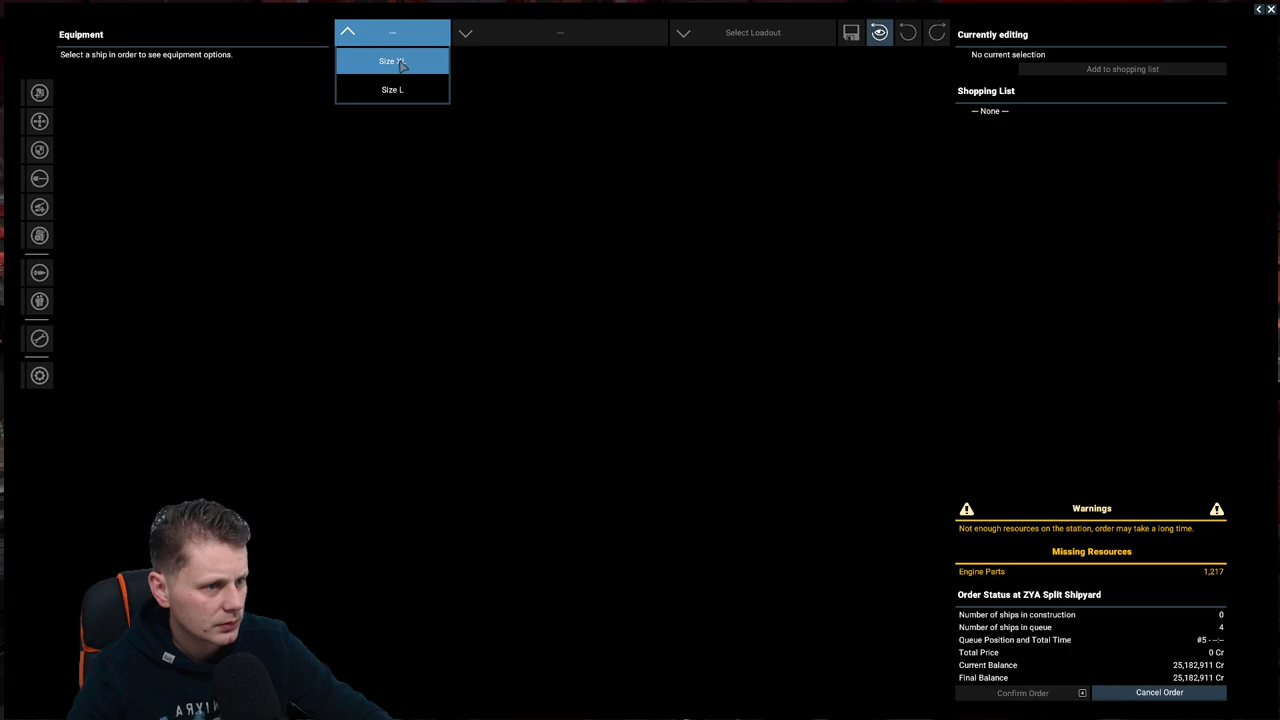 Equipment
Select a ship in order to see equipment options.
---
Size XL
Size L
---
Select Loadout
Currently editing
No current selection
Add to shopping list
Shopping List
--- None ---
Warnings
Not enough resources on the station, order may take a long time.
Missing Resources
Engine Parts 1,217
Order Status at ZYA Split Shipyard
Number of ships in construction 0
Number of ships in queue 4
Queue Position and Total Time #5 - --:--
Total Price 0 Cr
Current Balance 25,182,911 Cr
Final Balance 25,182,911 Cr
Confirm Order
Cancel Order